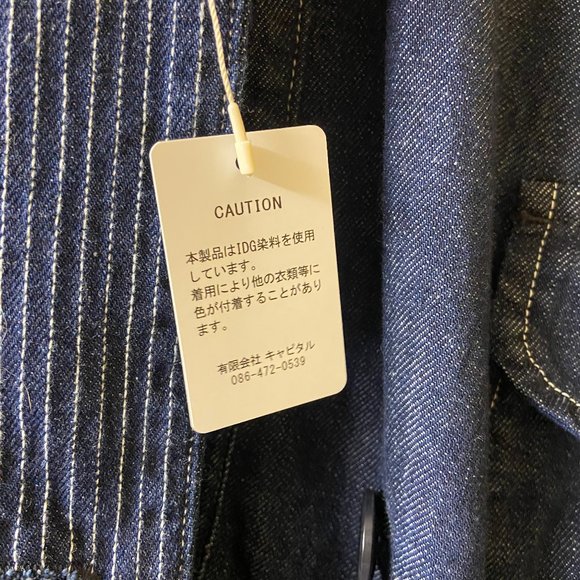 CAUTION
本製品はIDG染料を使用
しています。
着用により他の衣類等に
色が付着することがあり
ます。
有限会社 キャピタル
086-472-0539